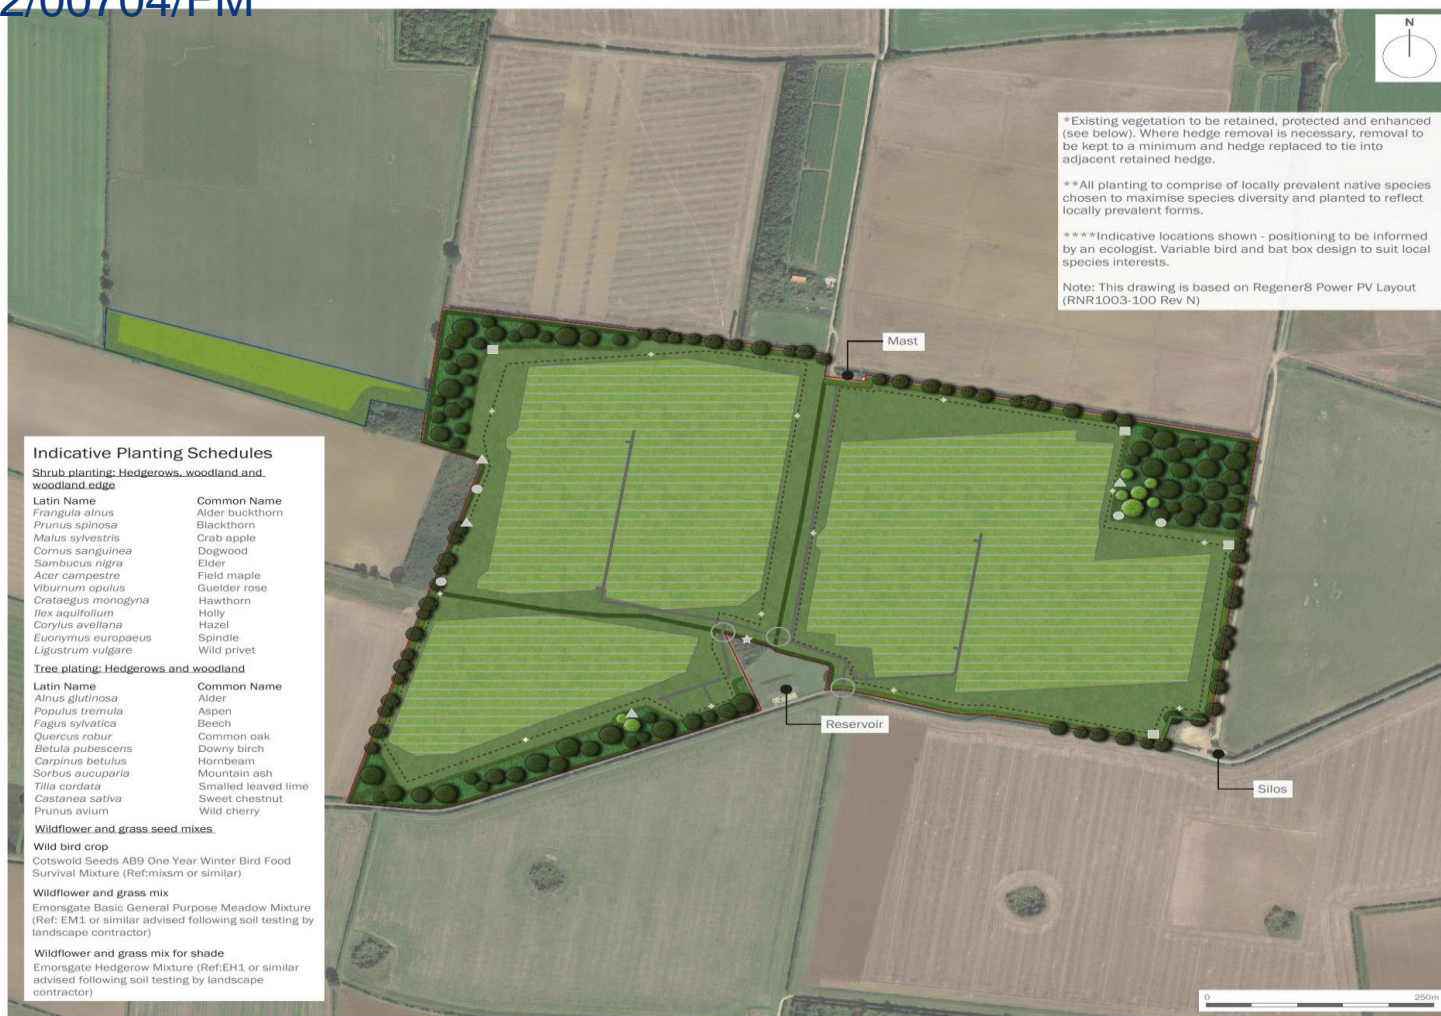 2/00704/FM
N
*Existing vegetation to be retained, protected and enhanced
(see below). Where hedge removal is necessary, removal to
be kept to a minimum and hedge replaced to tie into
adjacent retained hedge.
**All planting to comprise of locally prevalent native species
chosen to maximise species diversity and planted to reflect
locally prevalent forms.
****Indicative locations shown - positioning to be informed
by an ecologist. Variable bird and bat box design to suit local
species interests.
Note: This drawing is based on Regener8 Power PV Layout
(RNR1003-100 Rev N)
Mast
Reservoir
Silos
Indicative Planting Schedules
Shrub planting: Hedgerows, woodland and
woodland edge
Latin Name Common Name
Frangula alnus Alder buckthorn
Prunus spinosa Blackthorn
Malus sylvestris Crab apple
Cornus sanguinea Dogwood
Sambucus nigra Elder
Acer campestre Field maple
Viburnum opulus Guelder rose
Crataegus monogyna Hawthorn
Ilex aquifolium Holly
Corylus avellana Hazel
Euonymus europaeus Spindle
Ligustrum vulgare Wild privet
Tree plating: Hedgerows and woodland
Latin Name Common Name
Alnus glutinosa Alder
Populus tremula Aspen
Fagus sylvatica Beech
Quercus robur Common oak
Betula pubescens Downy birch
Carpinus betulus Hornbeam
Sorbus aucuparia Mountain ash
Tilia cordata Smalled leaved lime
Castanea sativa Sweet chestnut
Prunus avium Wild cherry
Wildflower and grass seed mixes
Wild bird crop
Cotswold Seeds AB9 One Year Winter Bird Food
Survival Mixture (Ref:mixsm or similar)
Wildflower and grass mix
Emorsgate Basic General Purpose Meadow Mixture
(Ref: EM1 or similar advised following soil testing by
landscape contractor)
Wildflower and grass mix for shade
Emorsgate Hedgerow Mixture (Ref:EH1 or similar
advised following soil testing by landscape
contractor)
0 250m